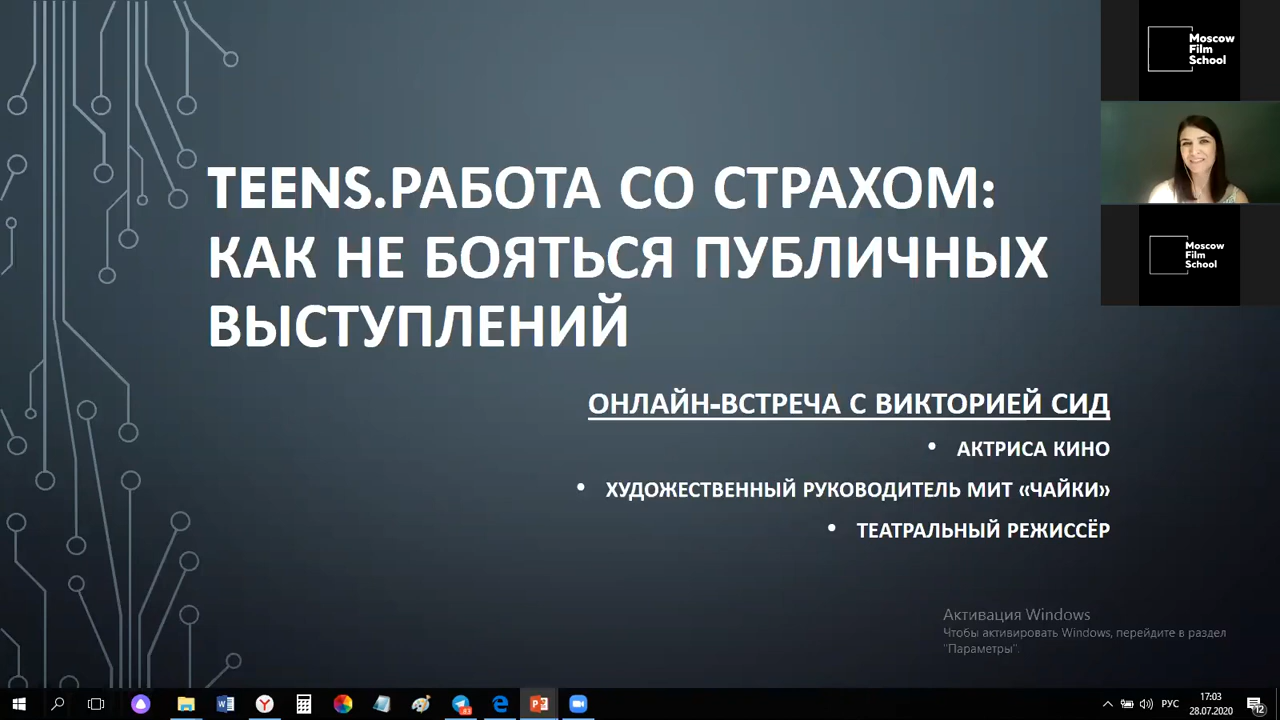 TEENS.РАБОТА СО СТРАХОМ:
КАК НЕ БОЯТЬСЯ ПУБЛИЧНЫХ
ВЫСТУПЛЕНИЙ
ОНЛАЙН-ВСТРЕЧА С ВИКТОРИЕЙ СИД
• АКТРИСА КИНО
• ХУДОЖЕСТВЕННЫЙ РУКОВОДИТЕЛЬ МИТ «ЧАЙКИ»
• ТЕАТРАЛЬНЫЙ РЕЖИССЁР
Moscow
Film
School
Moscow
Film
School
Активация Windows
Чтобы активировать Windows, перейдите в раздел
"Параметры".
РУС
17:03
28.07.2020
12